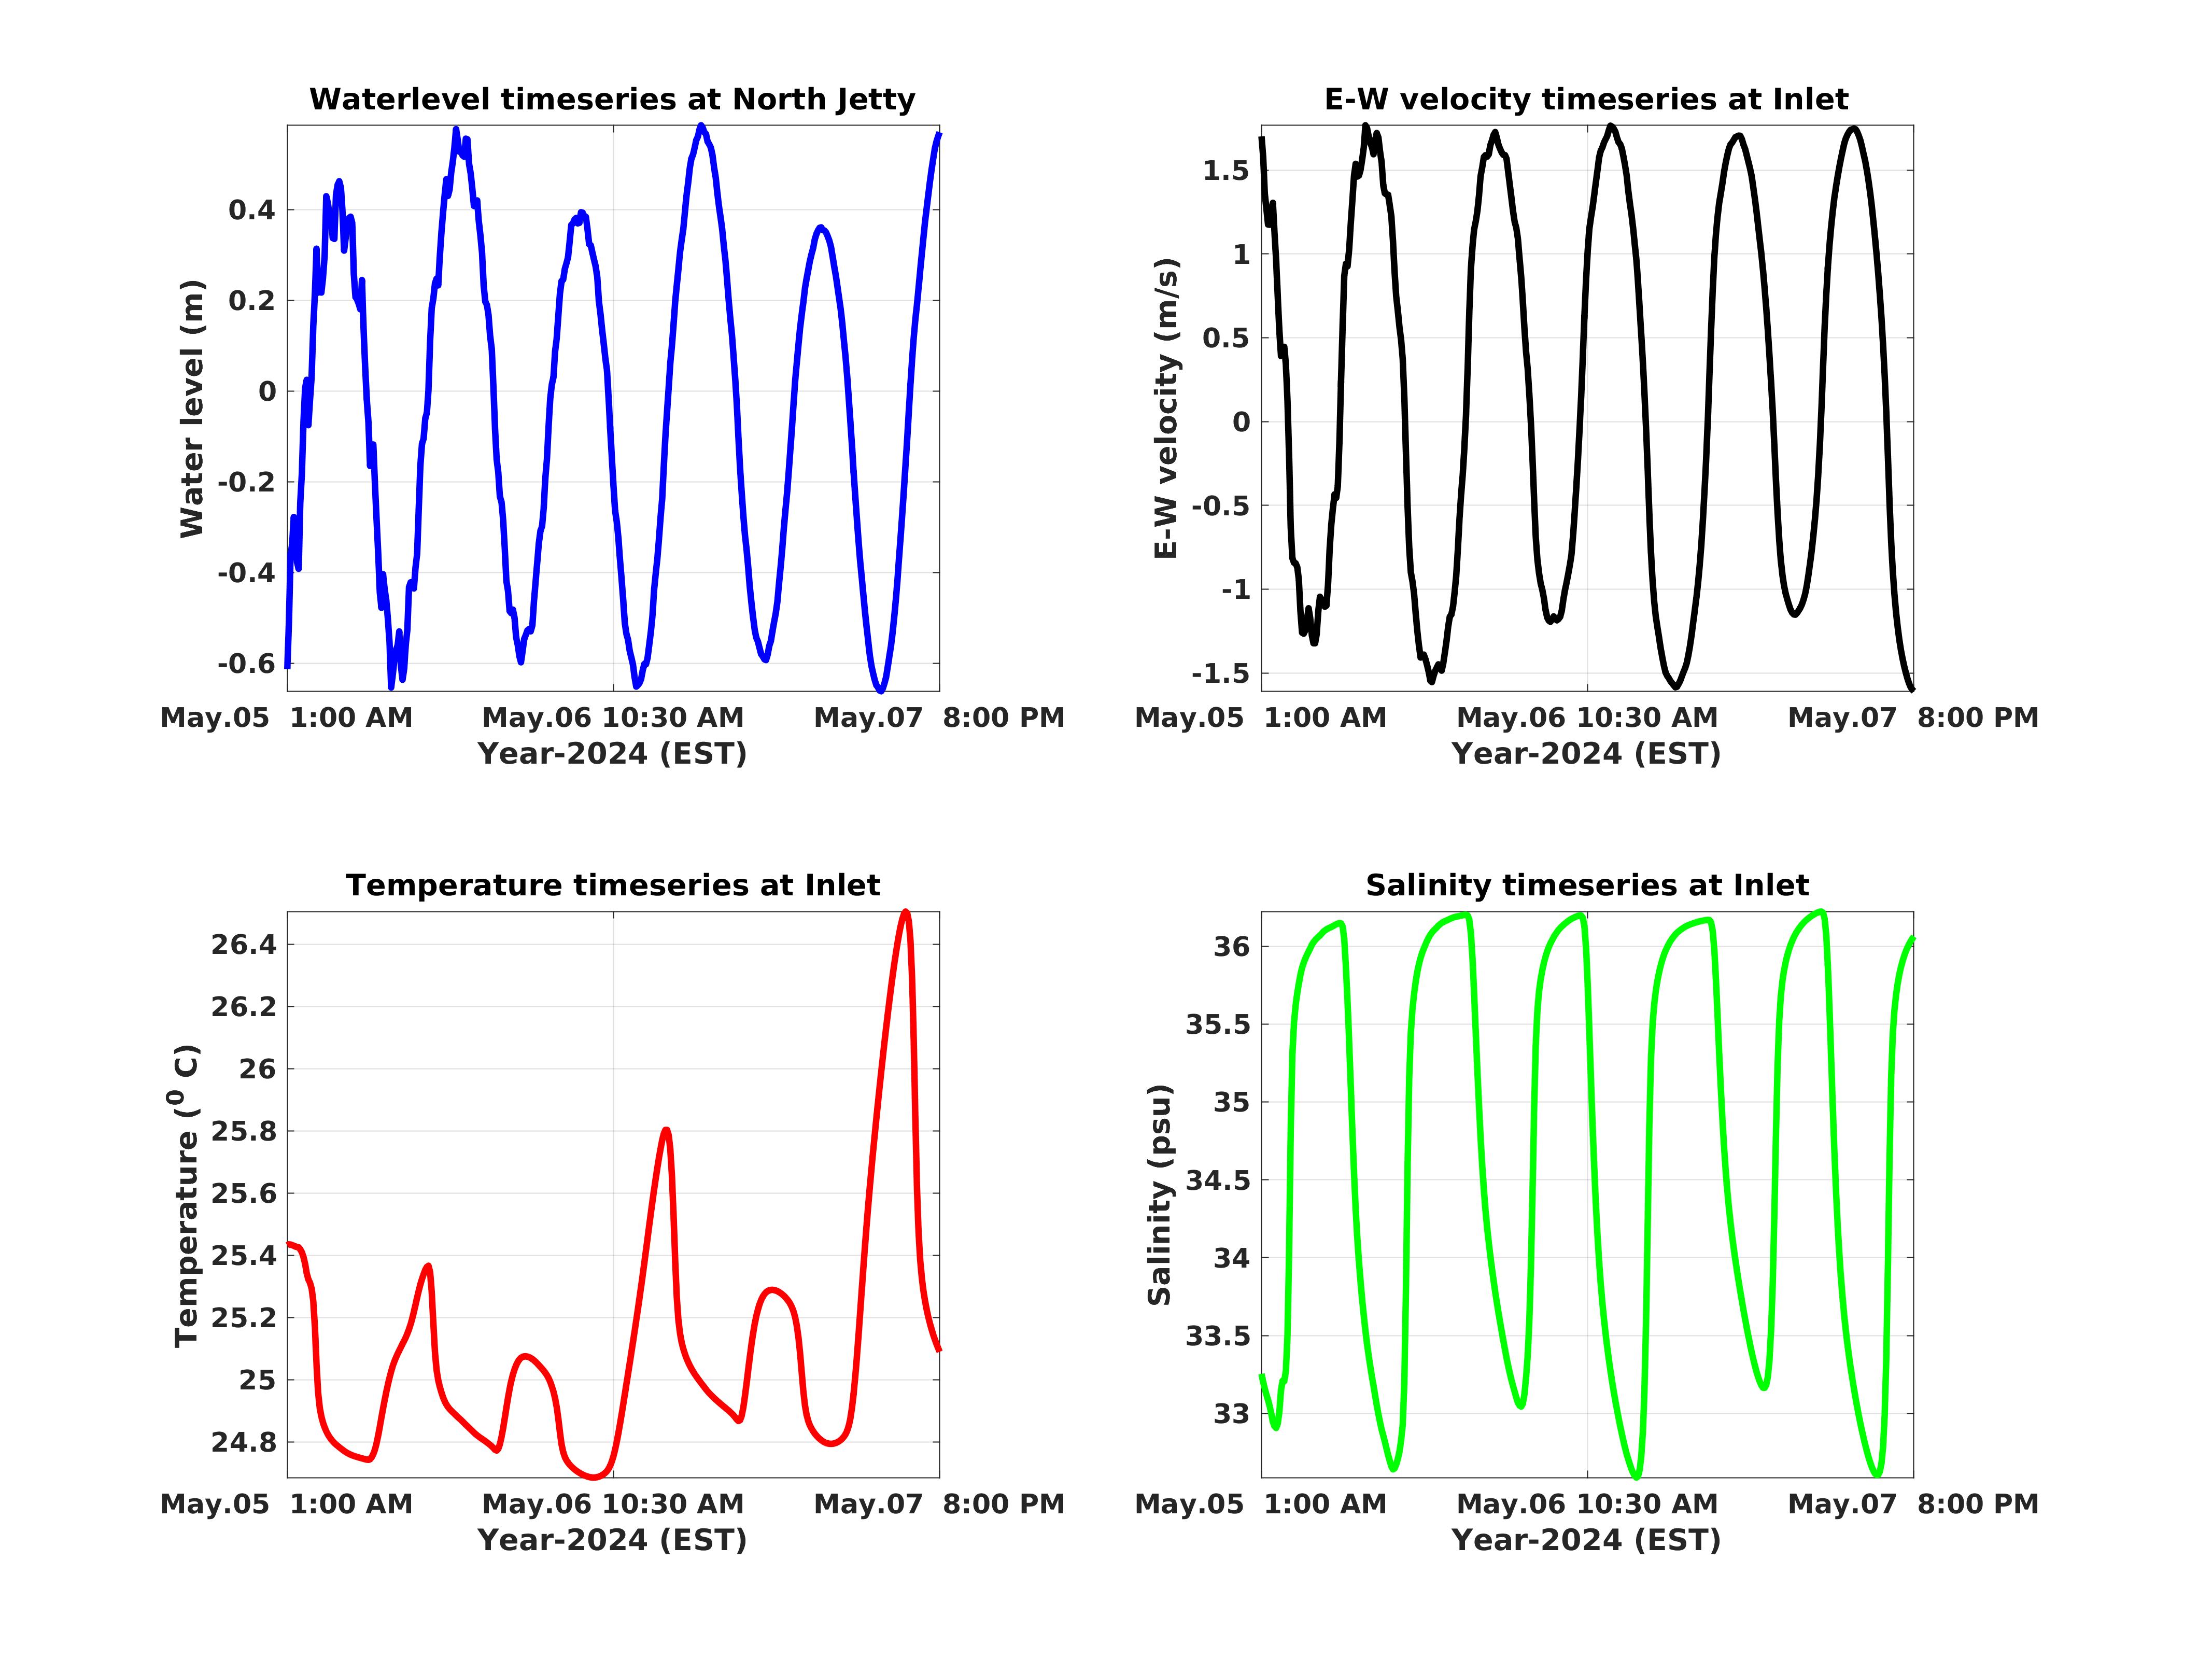 Waterlevel timeseries at North Jetty
Water level (m)
0.4
0.2
0
-0.2
-0.4
-0.6
May.05 1:00 AM May.06 10:30 AM May.07 8:00 PM
Year-2024 (EST)
E-W velocity timeseries at Inlet
E-W velocity (m/s)
1.5
1
0.5
0
-0.5
-1
-1.5
May.05 1:00 AM May.06 10:30 AM May.07 8:00 PM
Year-2024 (EST)
Temperature timeseries at Inlet
Temperature (⁰ C)
26.4
26.2
26
25.8
25.6
25.4
25.2
25
24.8
May.05 1:00 AM May.06 10:30 AM May.07 8:00 PM
Year-2024 (EST)
Salinity timeseries at Inlet
Salinity (psu)
36
35.5
35
34.5
34
33.5
33
May.05 1:00 AM May.06 10:30 AM May.07 8:00 PM
Year-2024 (EST)